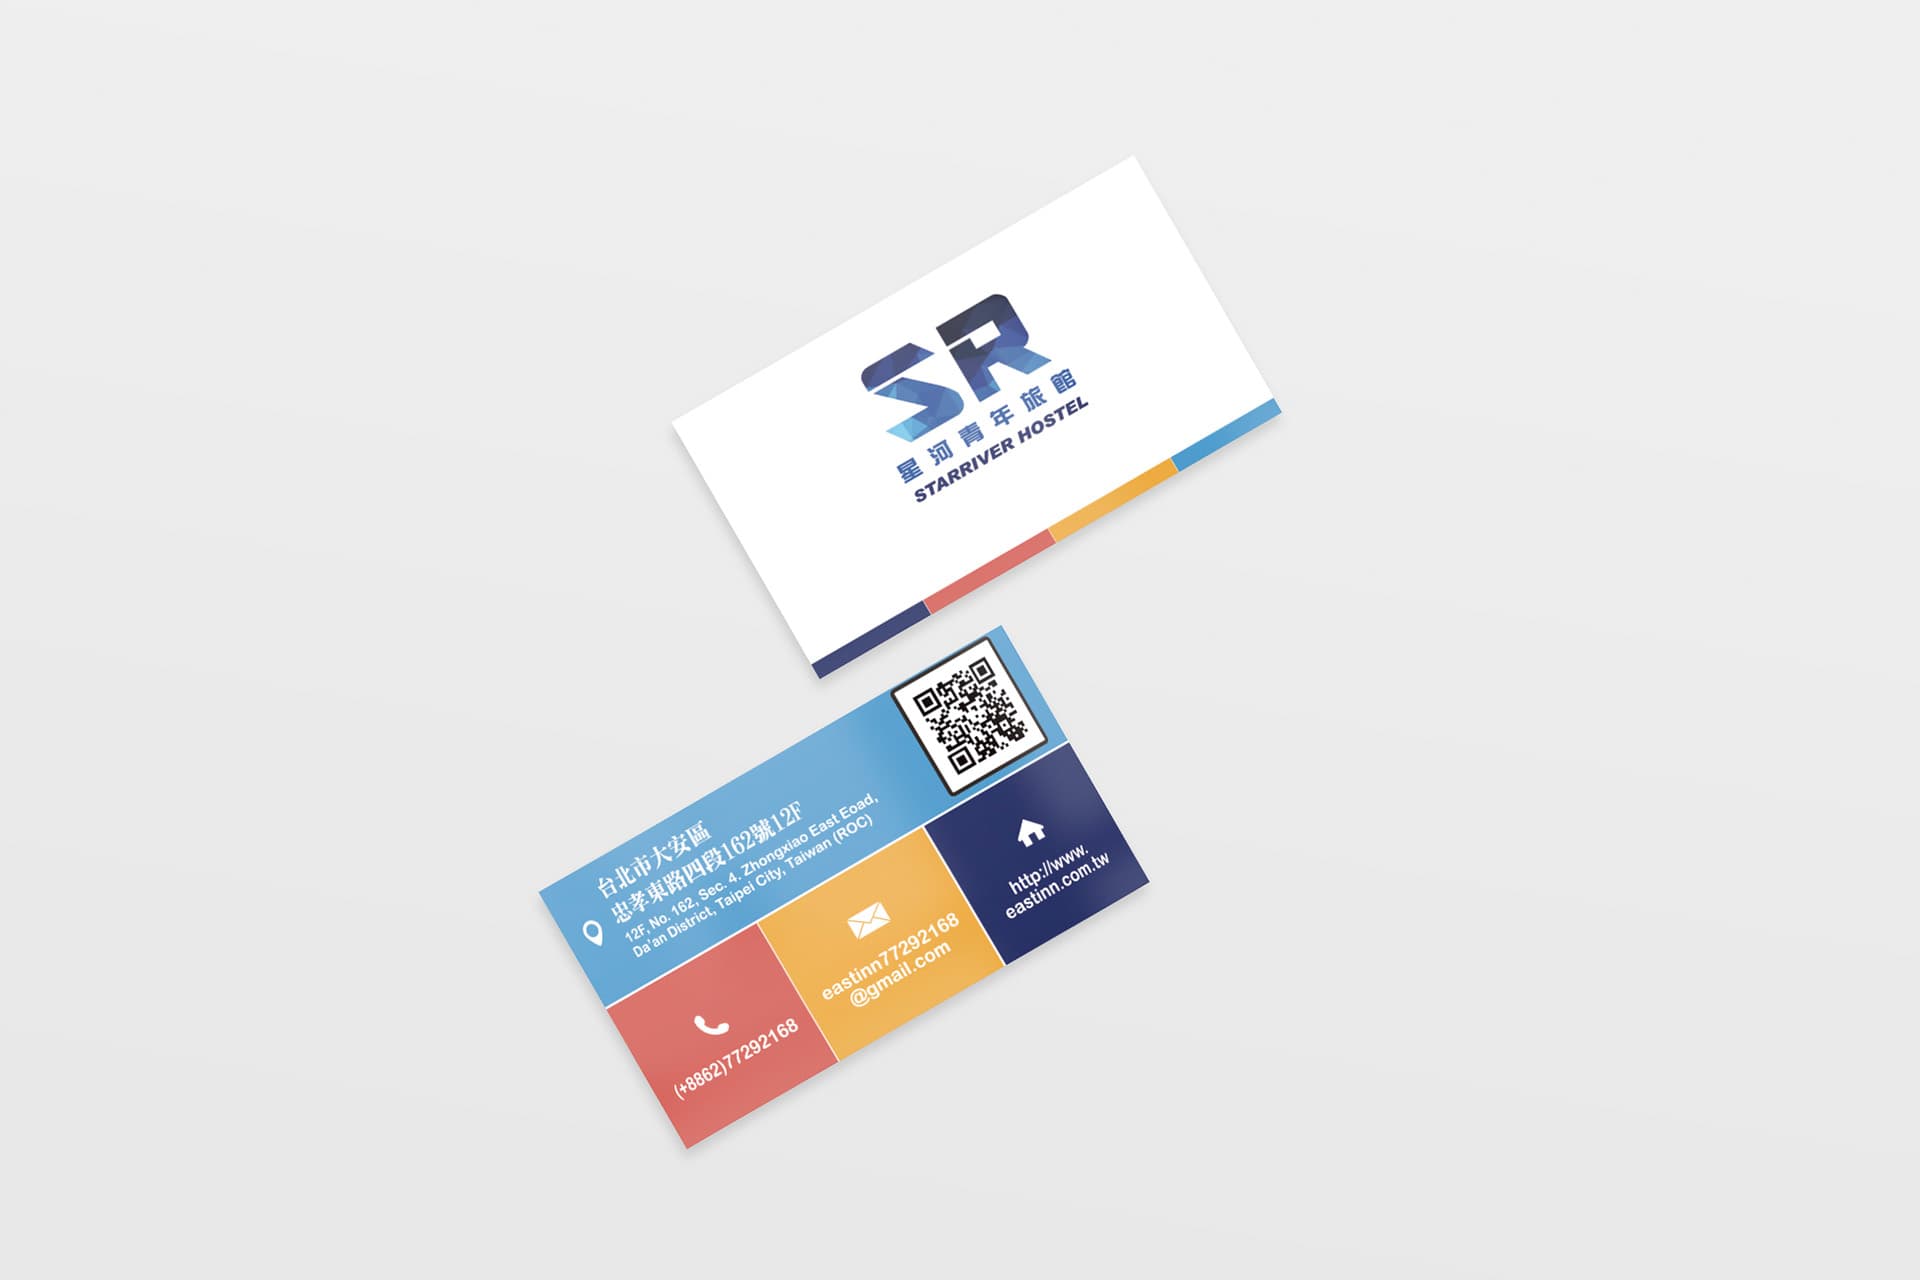 SR
星河青年旅館
STARRIVER HOSTEL
台北市大安區
忠孝東路四段162號12F
12F, No. 162, Sec. 4. Zhongxiao East Eoad,
Da'an District, Taipei City, Taiwan (ROC)
(+8862)77292168
eastinn77292168
@gmail.com
http://www.
eastinn.com.tw